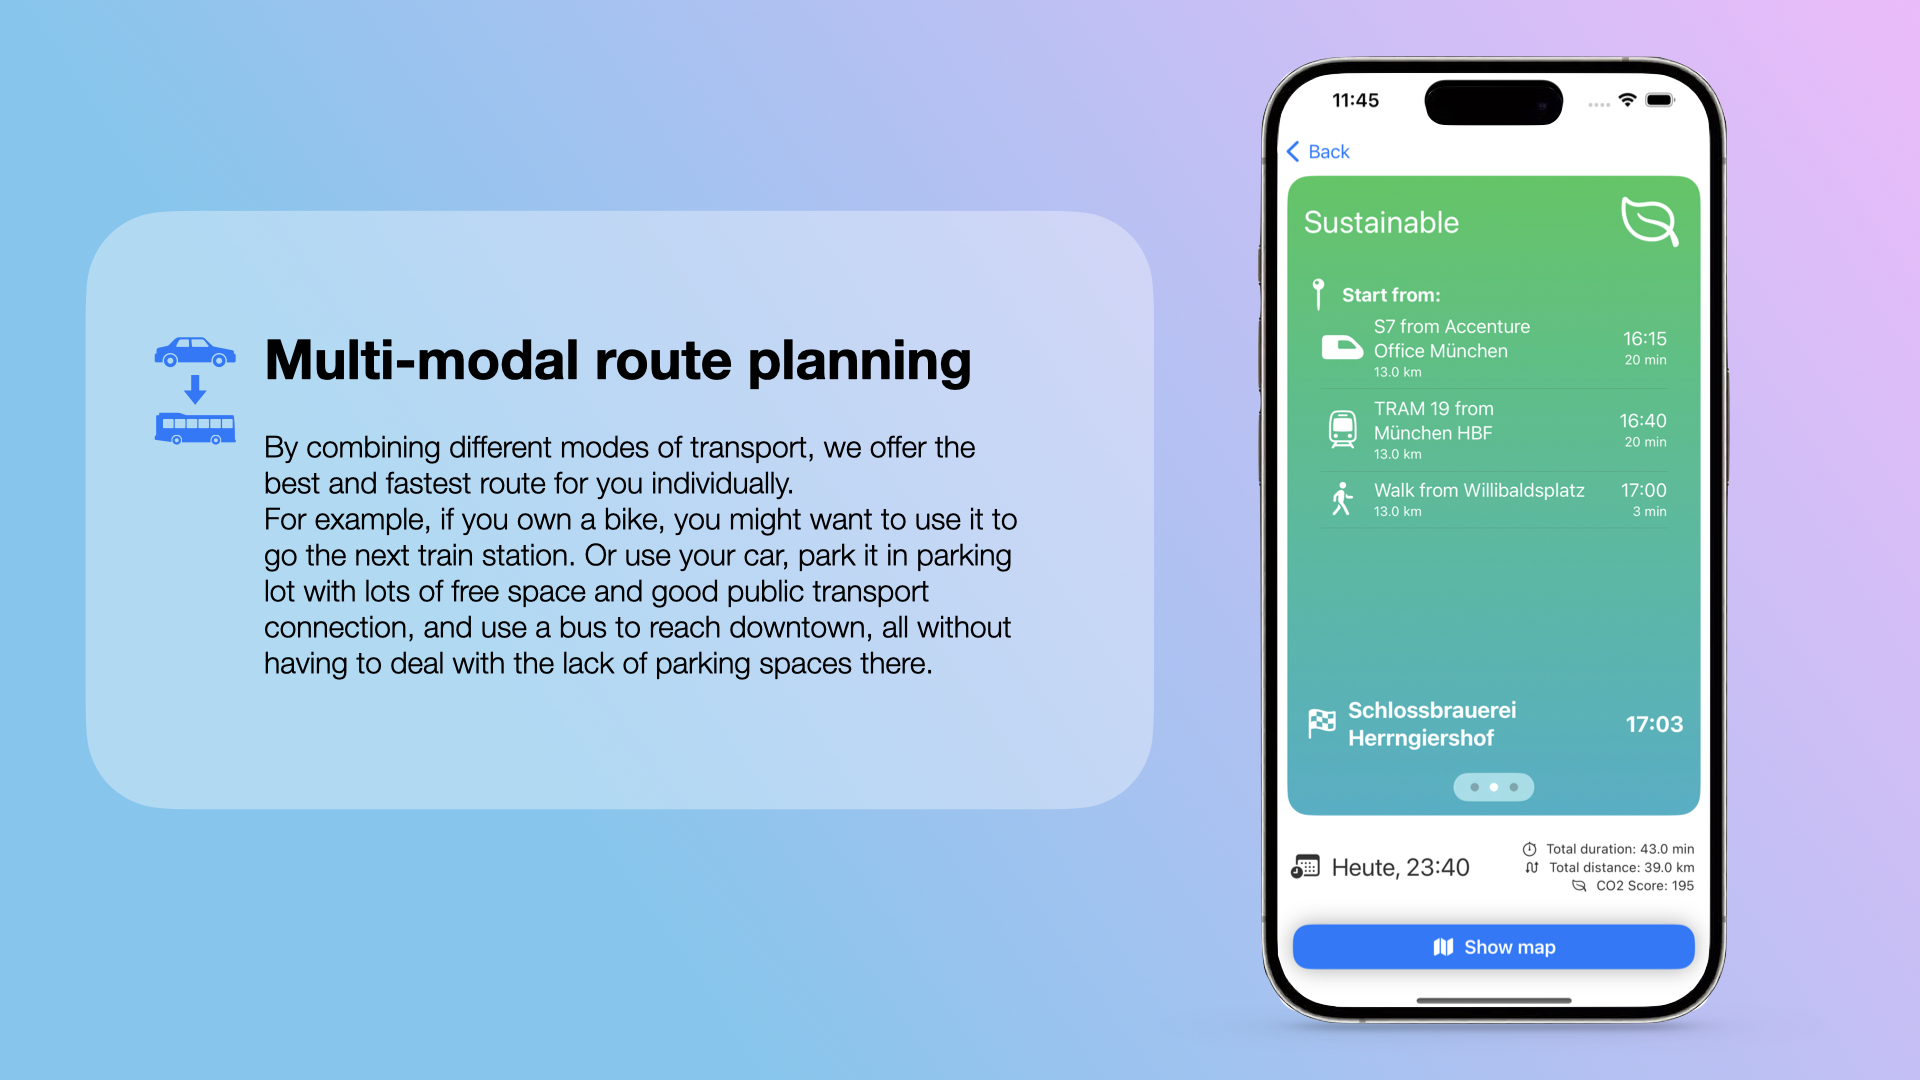 Multi-modal route planning
By combining different modes of transport, we offer the
best and fastest route for you individually.
For example, if you own a bike, you might want to use it to
go the next train station. Or use your car, park it in parking
lot with lots of free space and good public transport
connection, and use a bus to reach downtown, all without
having to deal with the lack of parking spaces there.
11:45
Back
Sustainable
Start from:
S7 from Accenture
Office München
13.0 km
16:15
20 min
TRAM 19 from
München HBF
13.0 km
16:40
20 min
Walk from Willibaldsplatz
13.0 km
17:00
3 min
Schlossbrauerei
Herrngiershof
17:03
Heute, 23:40
Total duration: 43.0 min
Total distance: 39.0 km
CO2 Score: 195
Show map